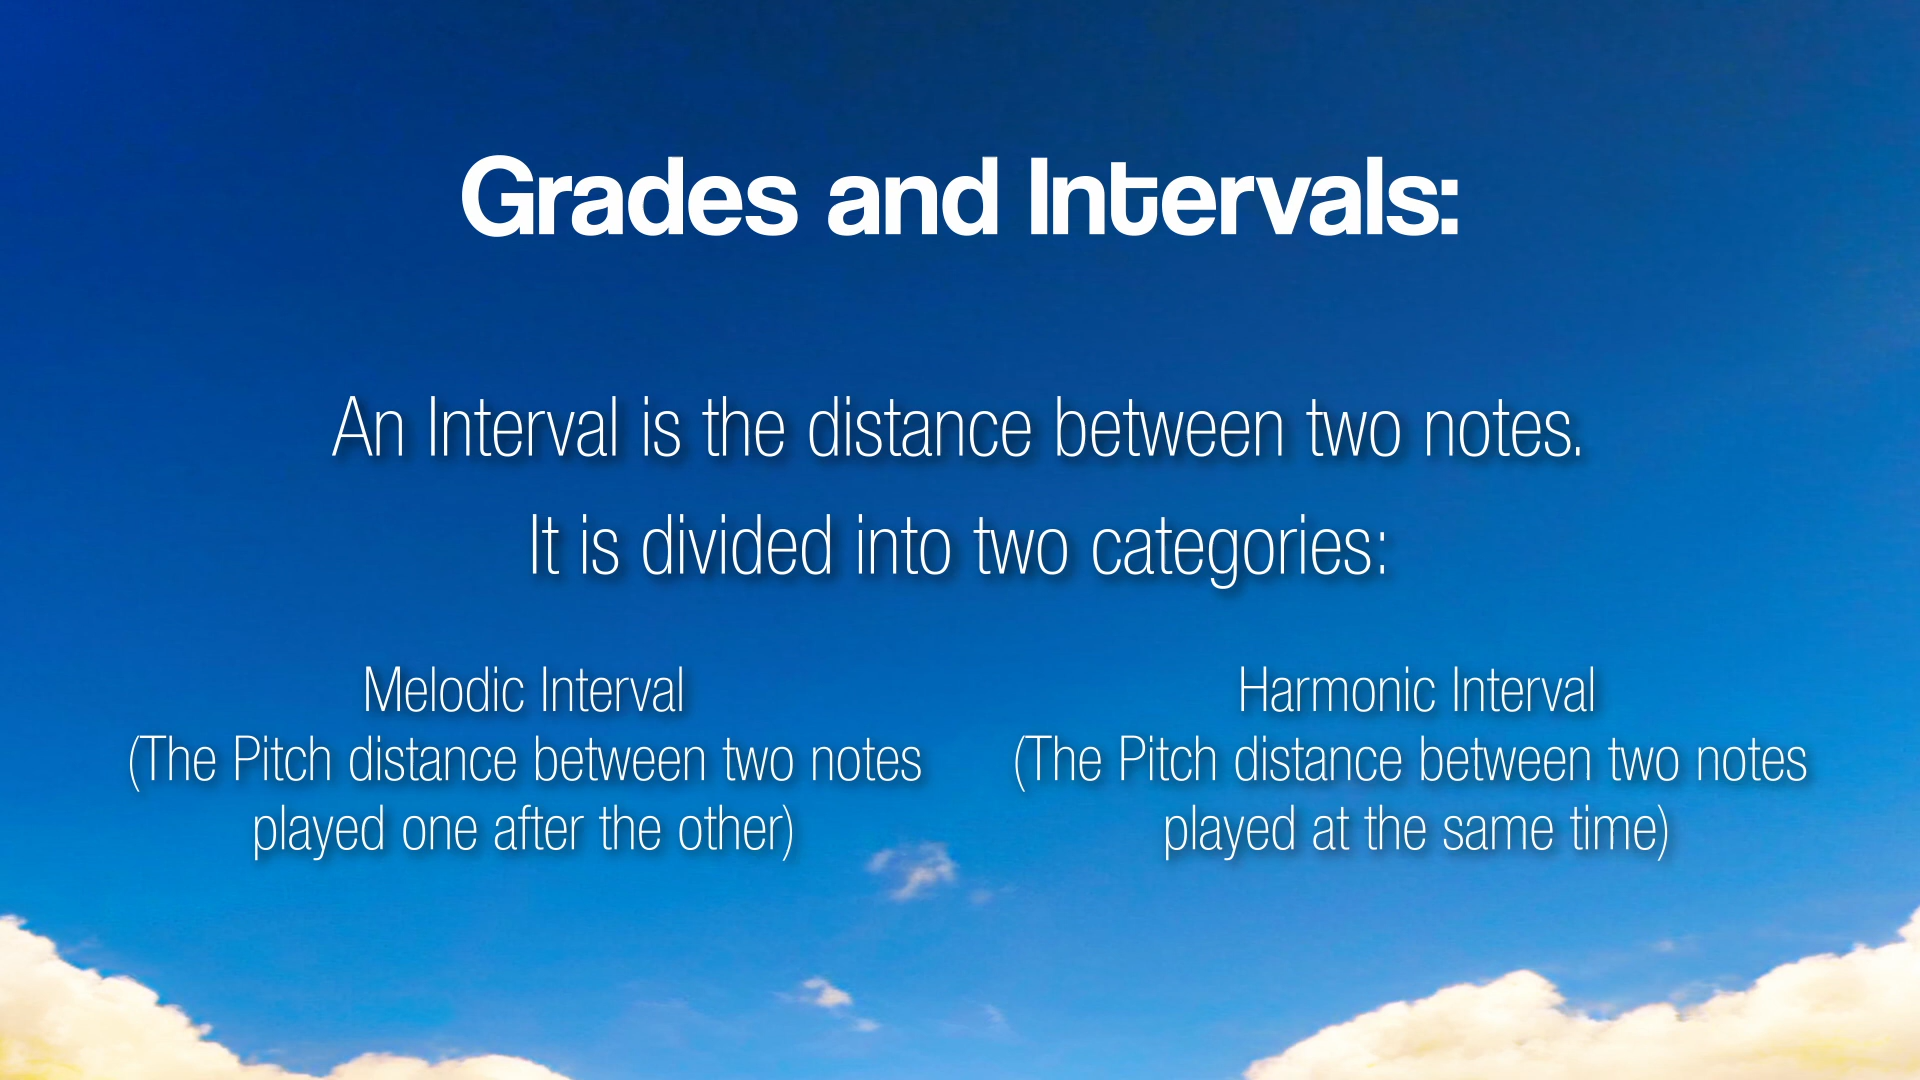 Grades and Intervals:
An Interval is the distance between two notes.
It is divided into two categories:
Melodic Interval
(The Pitch distance between two notes
played one after the other)
Harmonic Interval
(The Pitch distance between two notes
played at the same time)